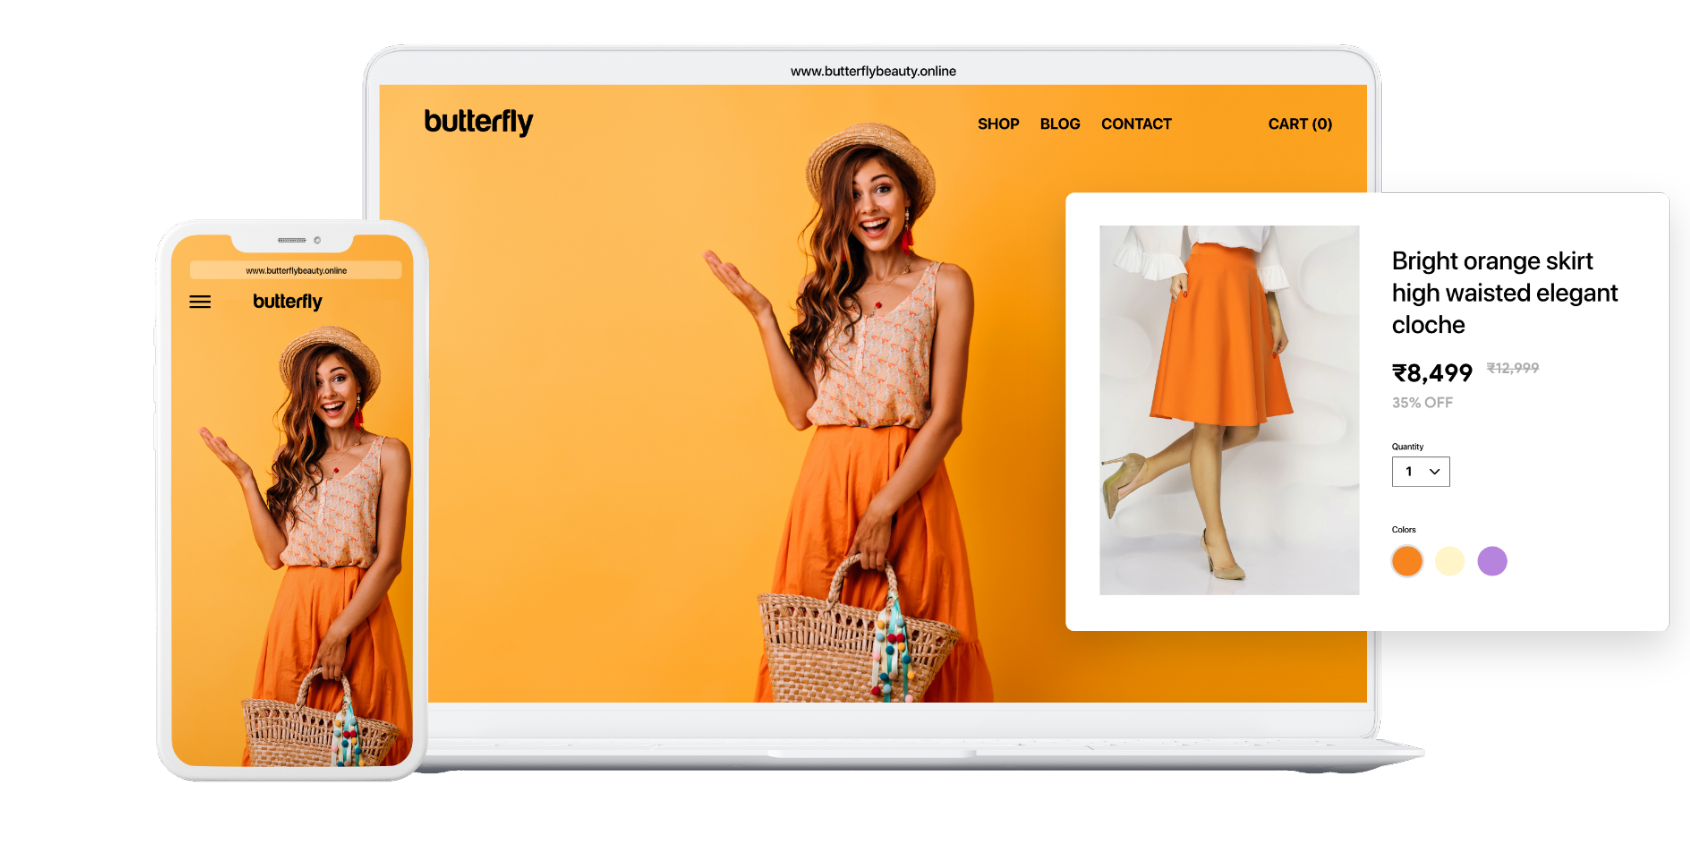 www.butterflybeauty.online
butterfly
SHOP BLOG CONTACT CART (0)
www.butterflybeauty.online
butterfly
Bright orange skirt
high waisted elegant
cloche
₹8,499 ₹12,999
35% OFF
Quantity
1
Colors